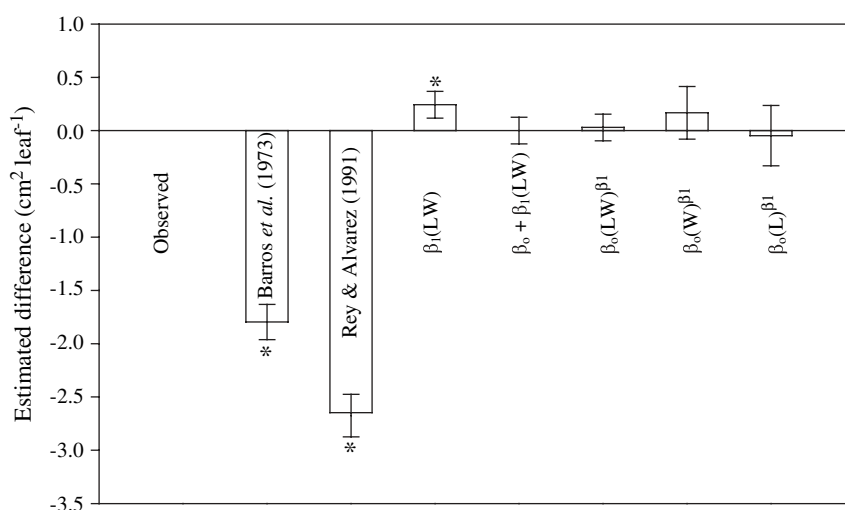 Estimated difference (cm² leaf⁻¹)
1.0
0.5
0.0
-0.5
-1.0
-1.5
-2.0
-2.5
-3.0
-3.5
Observed
Barros et al. (1973)
*
Rey & Alvarez (1991)
*
*
β₁(LW)
βₒ + β₁(LW)
βₒ(LW)^β1
βₒ(W)^β1
βₒ(L)^β1